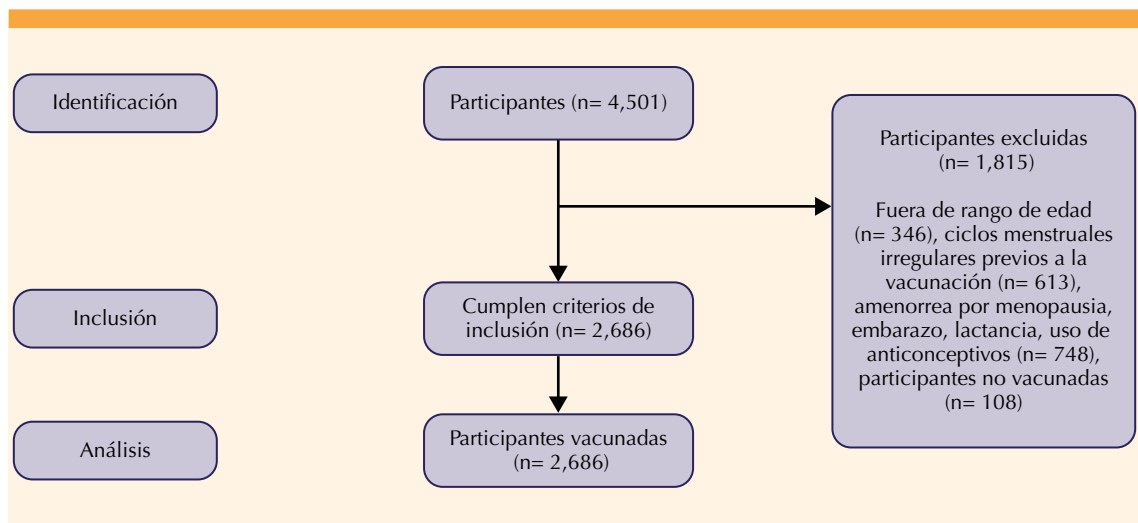 Identificación
Participantes (n= 4,501)
Participantes excluidas
(n= 1,815)
Fuera de rango de edad
(n= 346), ciclos menstruales
irregulares previos a la
vacunación (n= 613),
amenorrea por menopausia,
embarazo, lactancia, uso de
anticonceptivos (n= 748),
participantes no vacunadas
(n= 108)
Inclusión
Cumplen criterios de
inclusión (n= 2,686)
Análisis
Participantes vacunadas
(n= 2,686)